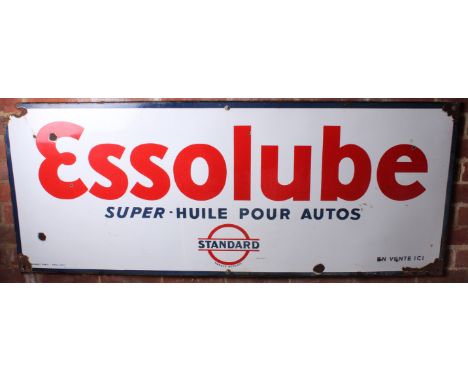 Essolube
SUPER-HUILE POUR AUTOS
STANDARD
EN VENTE ICI